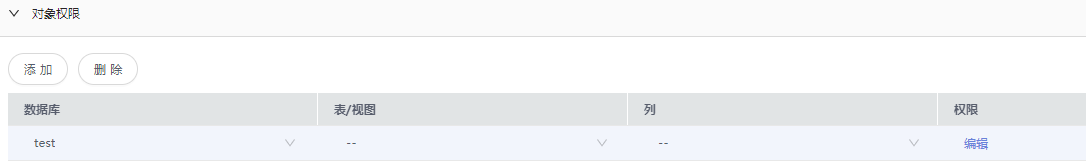 对象权限
添 加 删 除
数据库 表/视图 列 权限
test -- -- 编辑